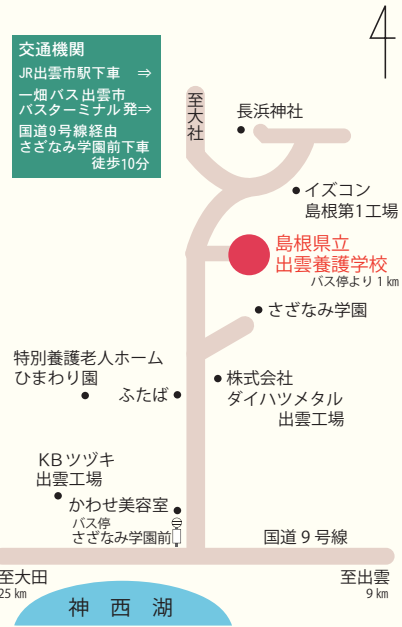 交通機関
JR出雲市駅下車 ⇒
一畑バス出雲市
バスターミナル発⇒
国道9号線経由
さざなみ学園前下車
徒歩10分
至大社
長浜神社
イズコン
島根第1工場
島根県立
出雲養護学校
バス停より1㎞
さざなみ学園
特別養護老人ホーム
ひまわり園
ふたば
株式会社
ダイハツメタル
出雲工場
KBツヅキ
出雲工場
かわせ美容室
バス停
さざなみ学園前
国道9号線
至大田
25㎞
至出雲
9㎞
神西湖